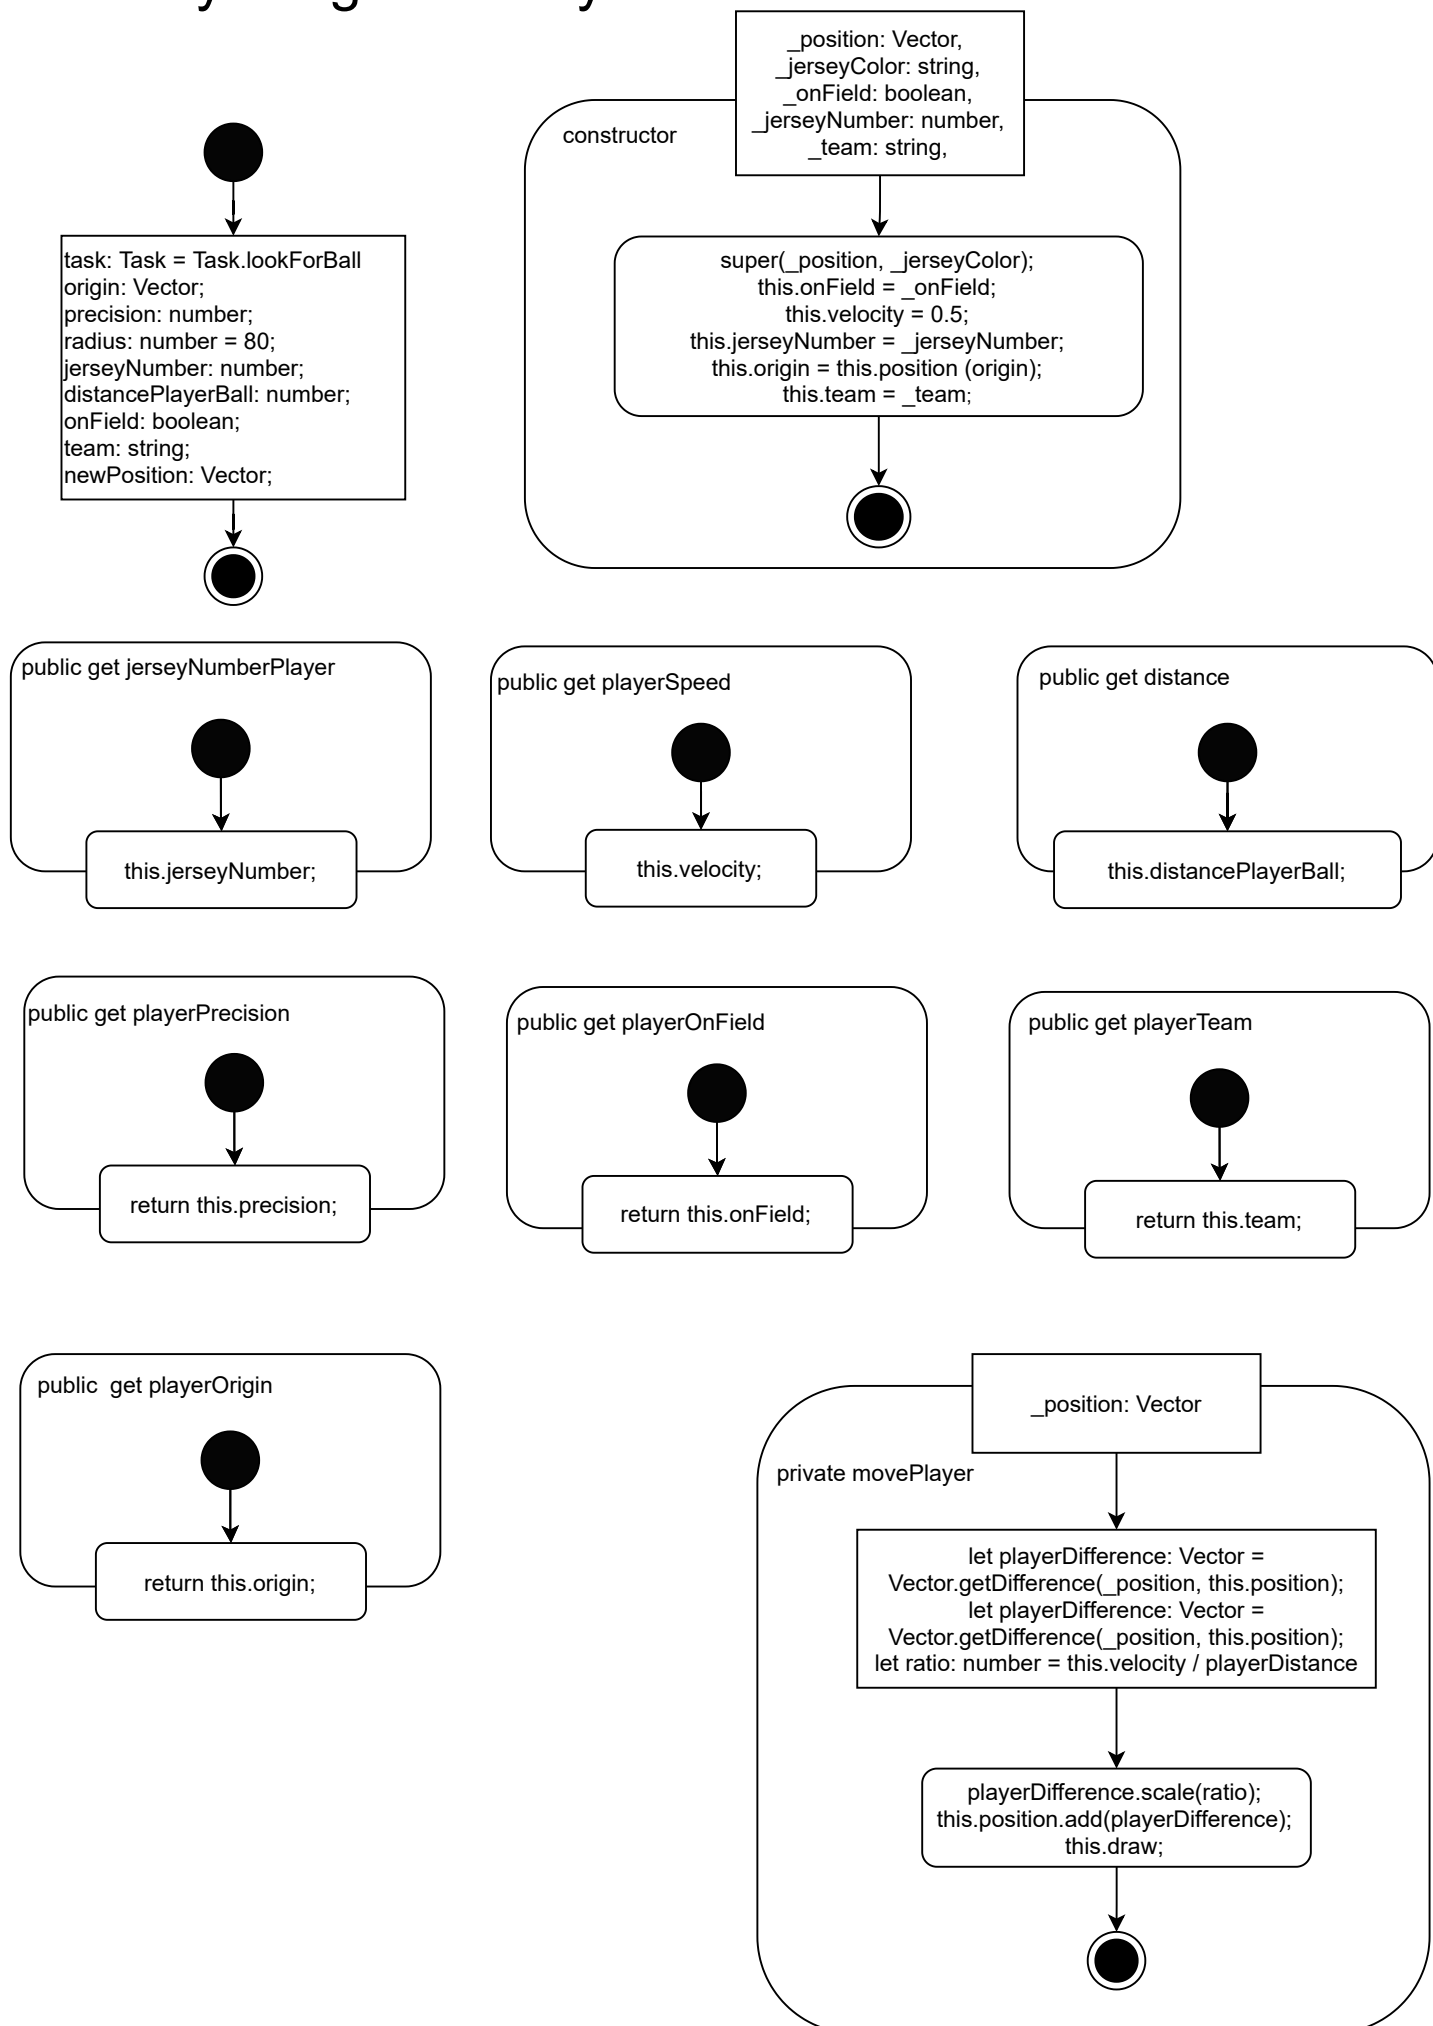 _position: Vector,
_jerseyColor: string,
_onField: boolean,
_jerseyNumber: number,
_team: string,
constructor
task: Task = Task.lookForBall
origin: Vector;
precision: number;
radius: number = 80;
jerseyNumber: number;
distancePlayerBall: number;
onField: boolean;
team: string;
newPosition: Vector;
super(_position, _jerseyColor);
this.onField = _onField;
this.velocity = 0.5;
this.jerseyNumber = _jerseyNumber;
this.origin = this.position (origin);
this.team = _team;
public get jerseyNumberPlayer
this.jerseyNumber;
public get playerSpeed
this.velocity;
public get distance
this.distancePlayerBall;
public get playerPrecision
return this.precision;
public get playerOnField
return this.onField;
public get playerTeam
return this.team;
public  get playerOrigin
return this.origin;
_position: Vector
private movePlayer
let playerDifference: Vector =
Vector.getDifference(_position, this.position);
let playerDifference: Vector =
Vector.getDifference(_position, this.position);
let ratio: number = this.velocity / playerDistance
playerDifference.scale(ratio);
this.position.add(playerDifference);
this.draw;